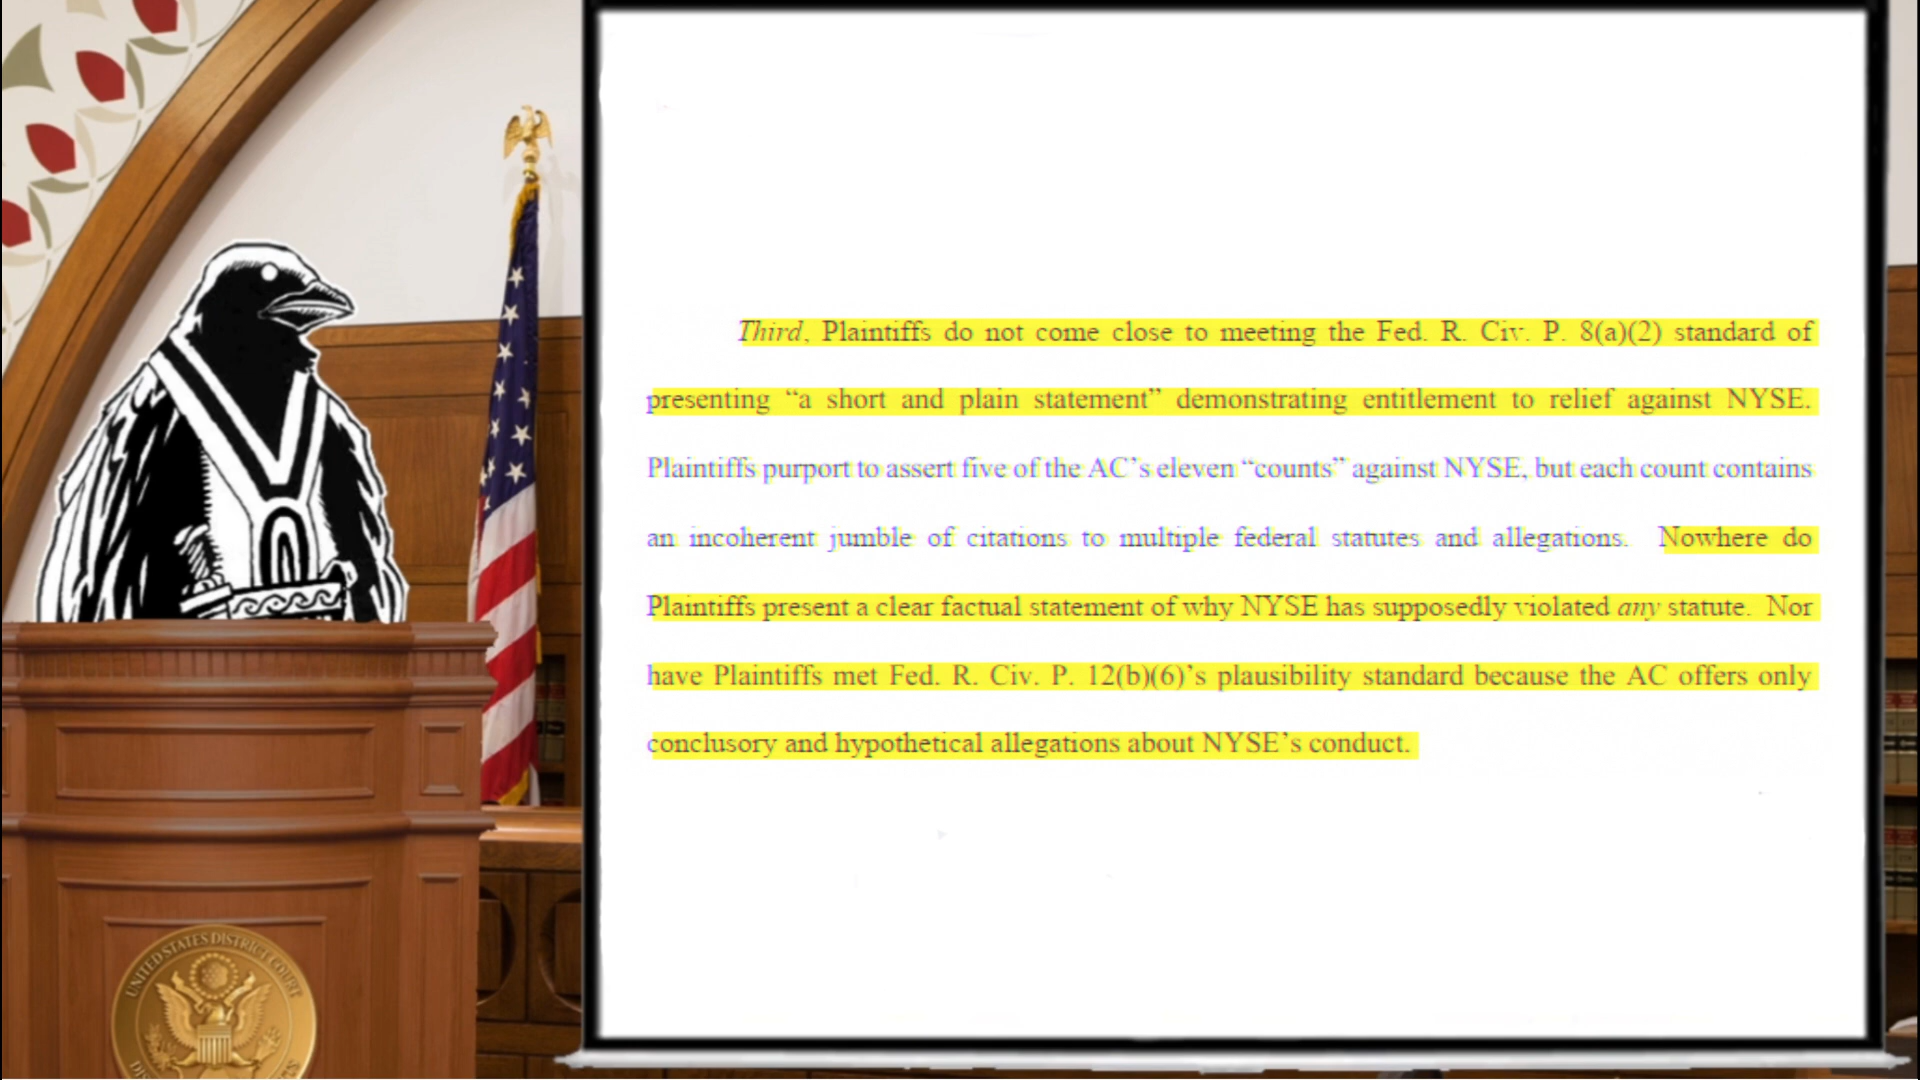 Third, Plaintiffs do not come close to meeting the Fed. R. Civ. P. 8(a)(2) standard of
presenting “a short and plain statement” demonstrating entitlement to relief against NYSE.
Plaintiffs purport to assert five of the AC’s eleven “counts” against NYSE, but each count contains
an incoherent jumble of citations to multiple federal statutes and allegations. Nowhere do
Plaintiffs present a clear factual statement of why NYSE has supposedly violated any statute. Nor
have Plaintiffs met Fed. R. Civ. P. 12(b)(6)’s plausibility standard because the AC offers only
conclusory and hypothetical allegations about NYSE’s conduct.
UNITED STATES DISTRICT COURT